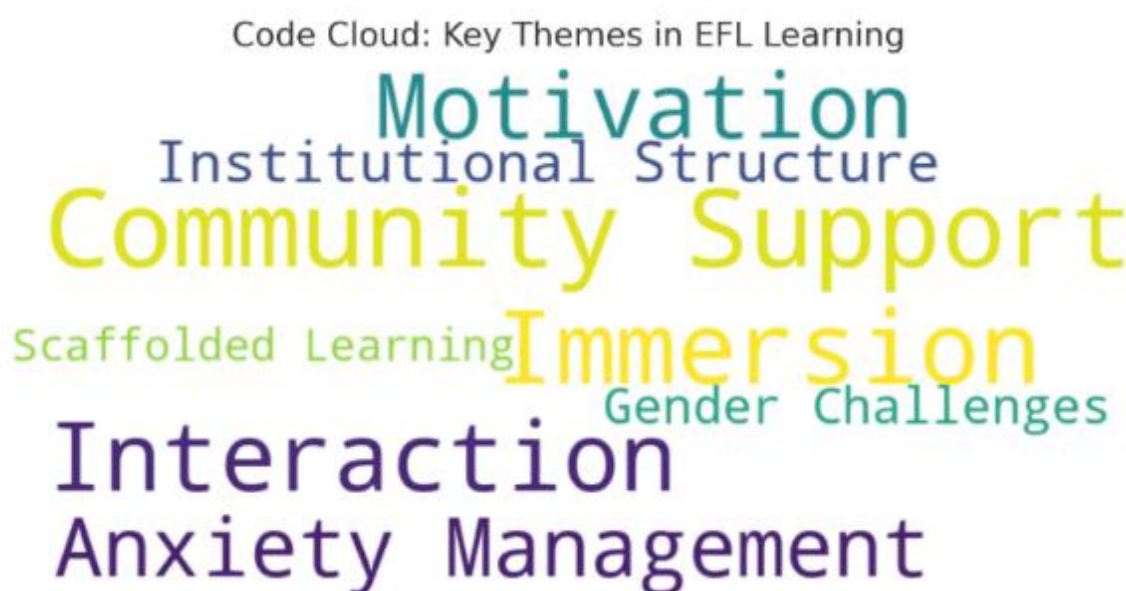 Code Cloud: Key Themes in EFL Learning
Motivation
Institutional Structure
Community Support
Scaffolded Learning
Immersion
Gender Challenges
Interaction
Anxiety Management